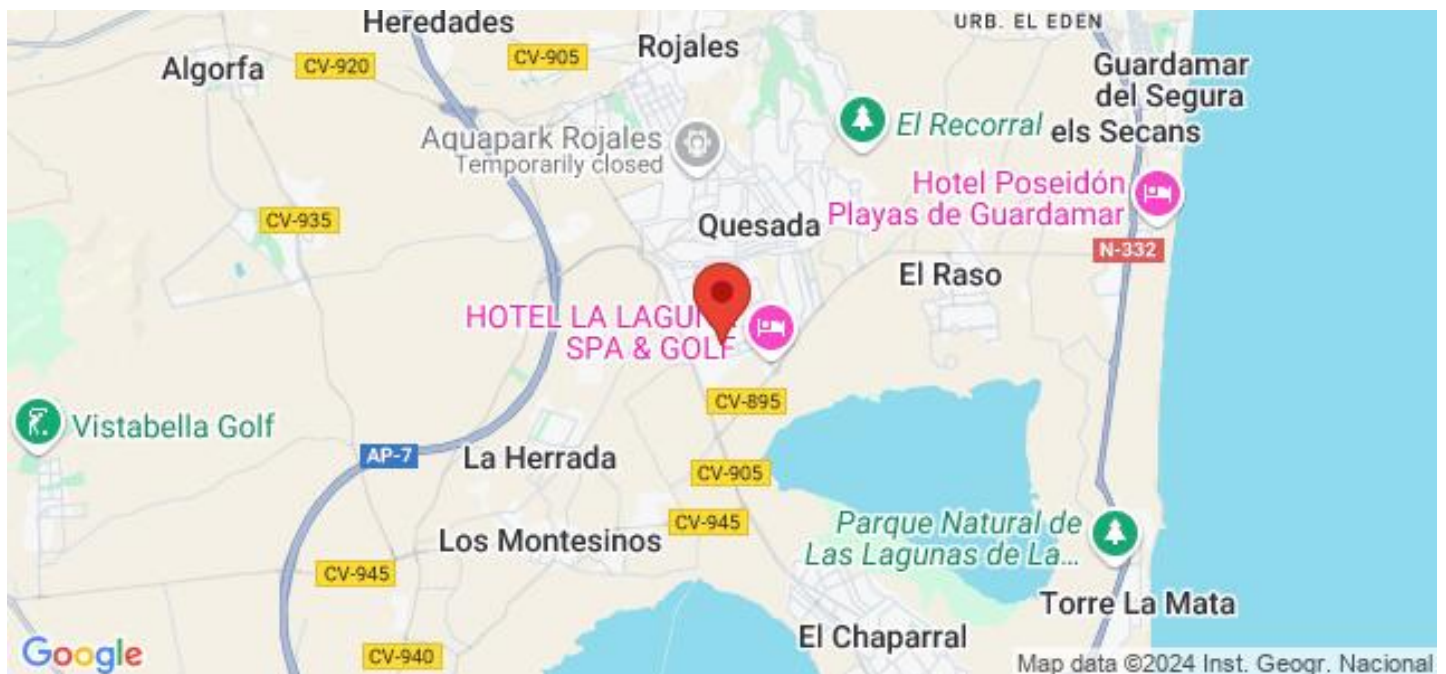 Heredades
URB. EL EDEN
Algorfa
CV-920
CV-905
Rojales
Guardamar
del Segura
Aquapark Rojales
Temporarily closed
El Recorral
els Secans
Hotel Poseidón
Playas de Guardamar
CV-935
Quesada
N-332
El Raso
HOTEL LA LAGUN
SPA & GOLF
CV-895
Vistabella Golf
AP-7
La Herrada
CV-905
CV-945
Los Montesinos
Parque Natural de
Las Lagunas de La...
CV-945
Torre La Mata
El Chaparral
CV-940
Google
Map data ©2024 Inst. Geogr. Nacional